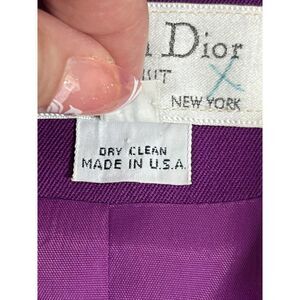 Dior
NEW YORK
DRY CLEAN
MADE IN U.S.A.